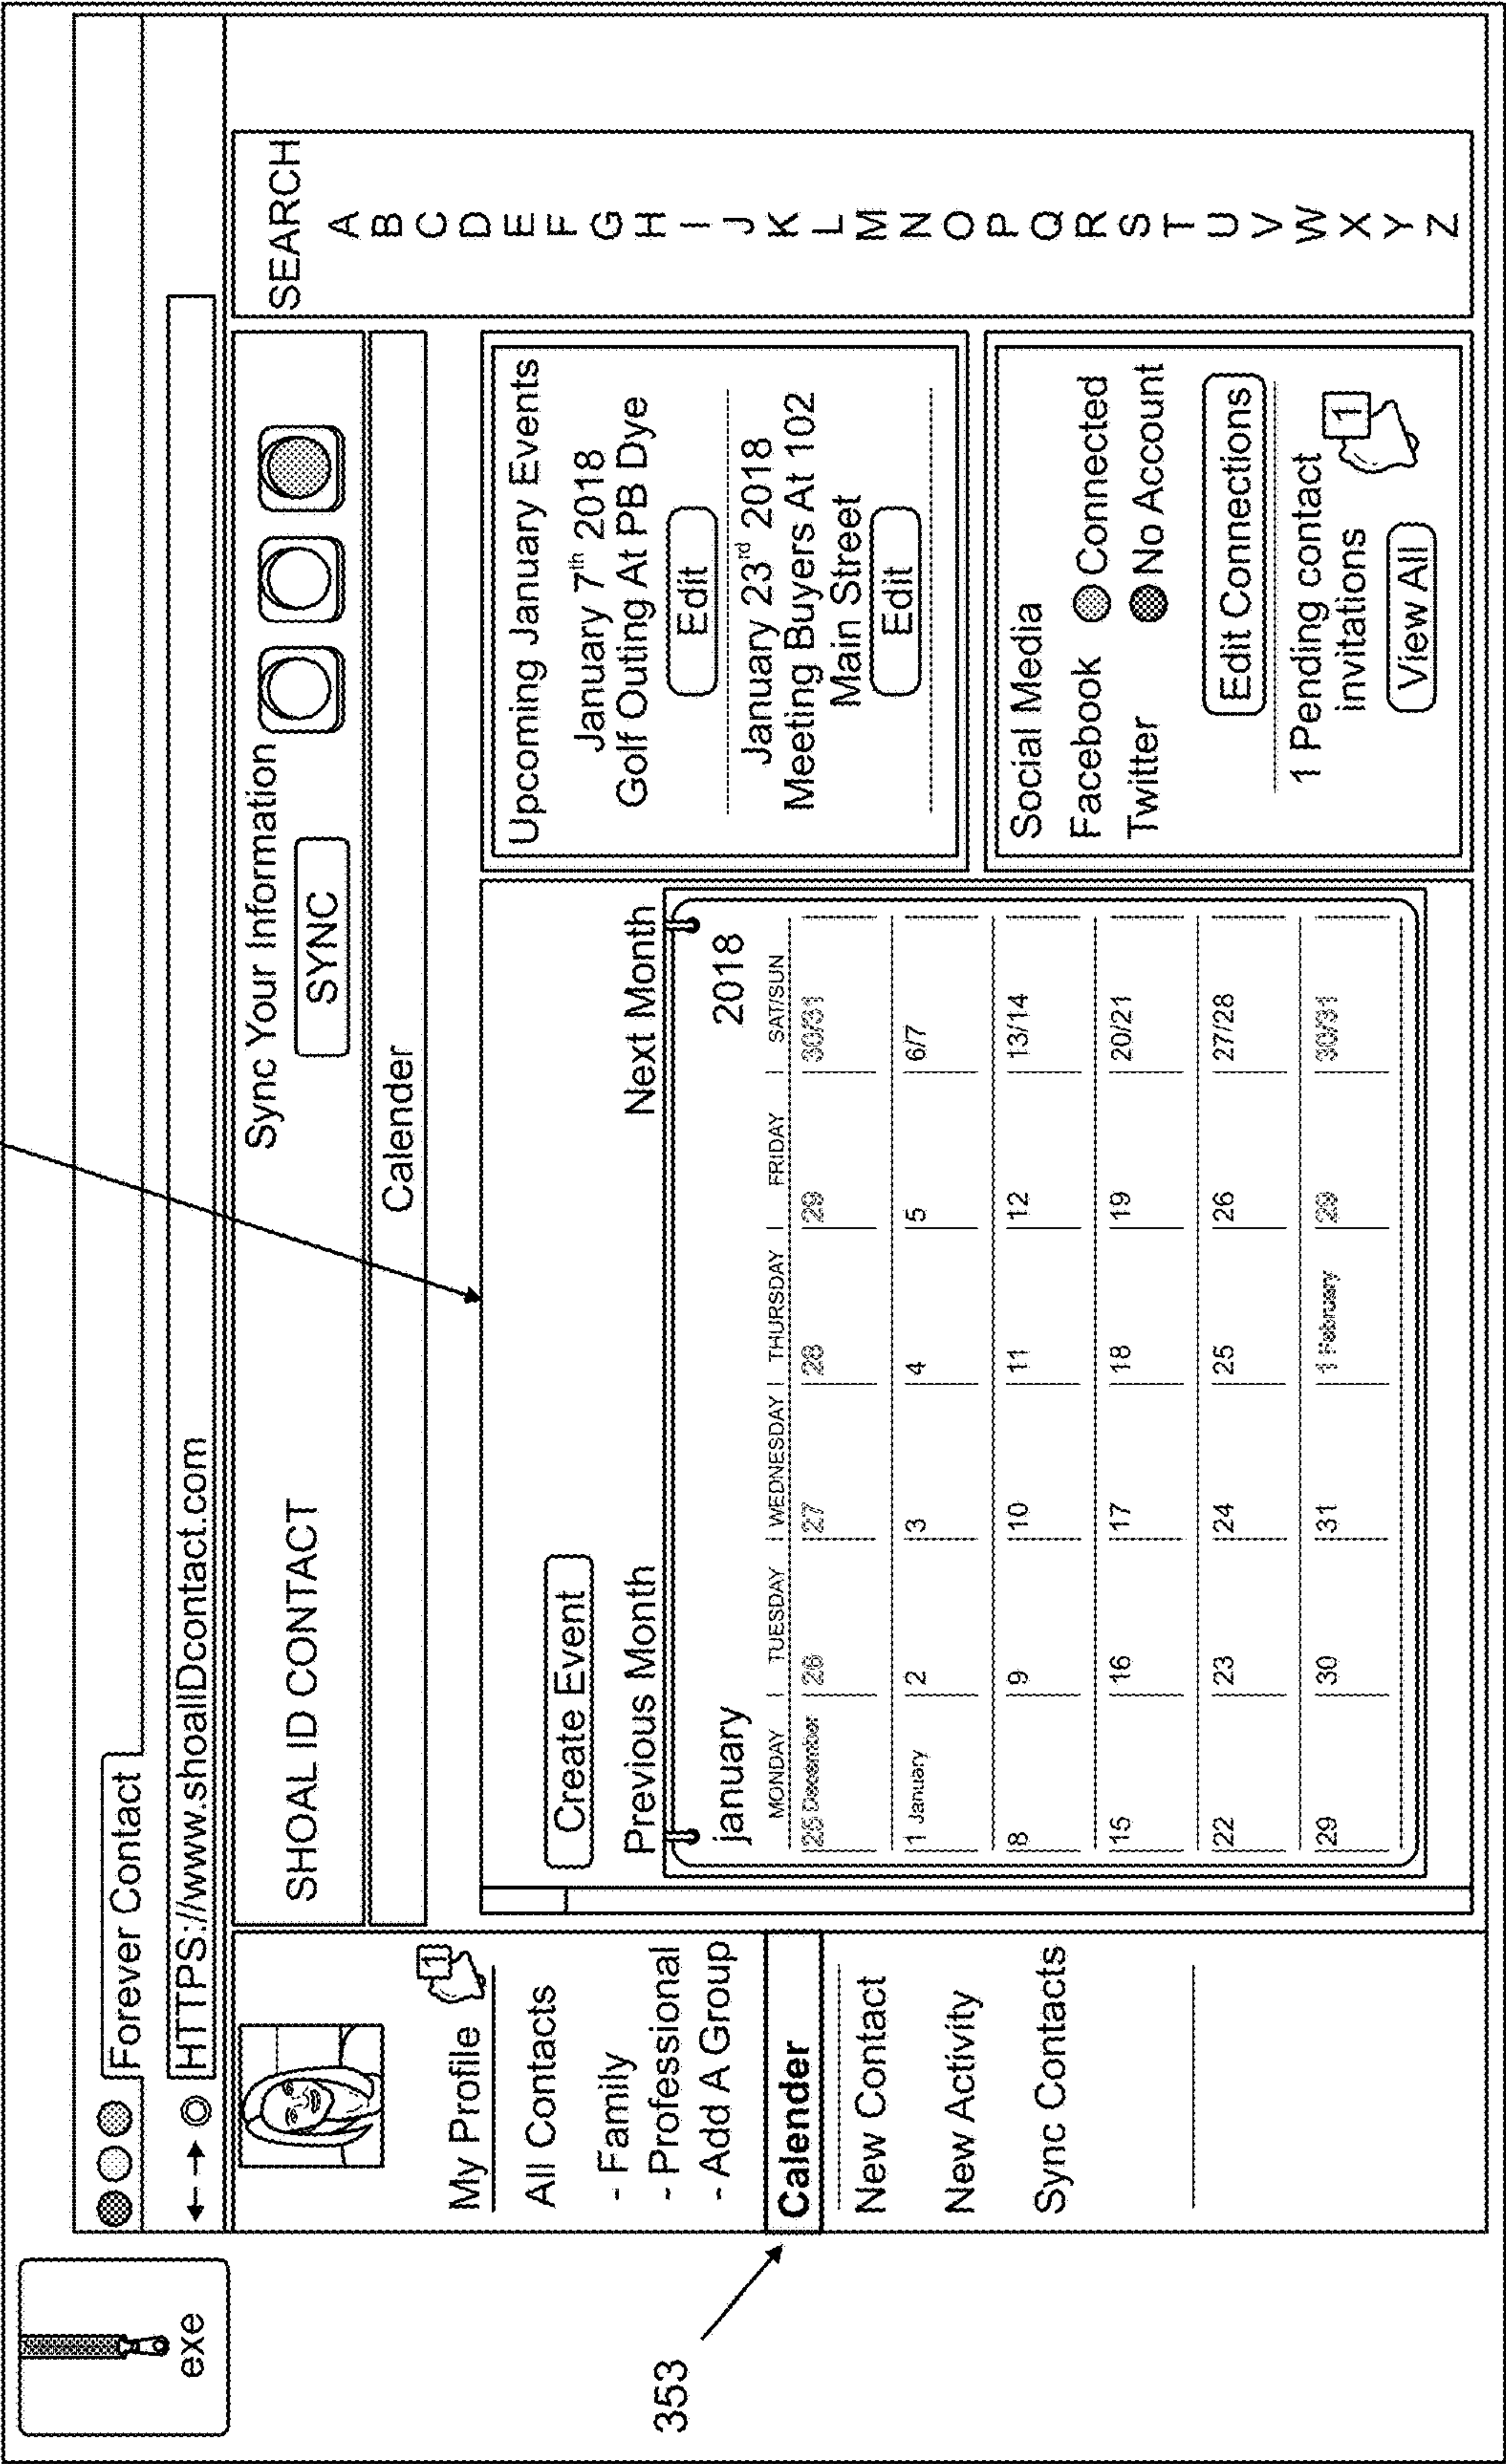 exe
353
Forever Contact
HTTPS://www.shoalIDcontact.com
My Profile
1
All Contacts
- Family
- Professional
- Add A Group
Calender
New Contact
New Activity
Sync Contacts
SHOAL ID CONTACT
Sync Your Information
SYNC
Calender
Create Event
Previous Month
Next Month
january
2018
MONDAY TUESDAY WEDNESDAY THURSDAY FRIDAY SAT/SUN
25 December 26 27 28 29 30/31
1 January 2 3 4 5 6/7
8 9 10 11 12 13/14
15 16 17 18 19 20/21
22 23 24 25 26 27/28
29 30 31 1 February 29 30/31
Upcoming January Events
January 7th 2018
Golf Outing At PB Dye
Edit
January 23rd 2018
Meeting Buyers At 102
Main Street
Edit
Social Media
Facebook Connected
Twitter No Account
Edit Connections
1 Pending contact
invitations
1
View All
SEARCH
A
B
C
D
E
F
G
H
I
J
K
L
M
N
O
P
Q
R
S
T
U
V
W
X
Y
Z